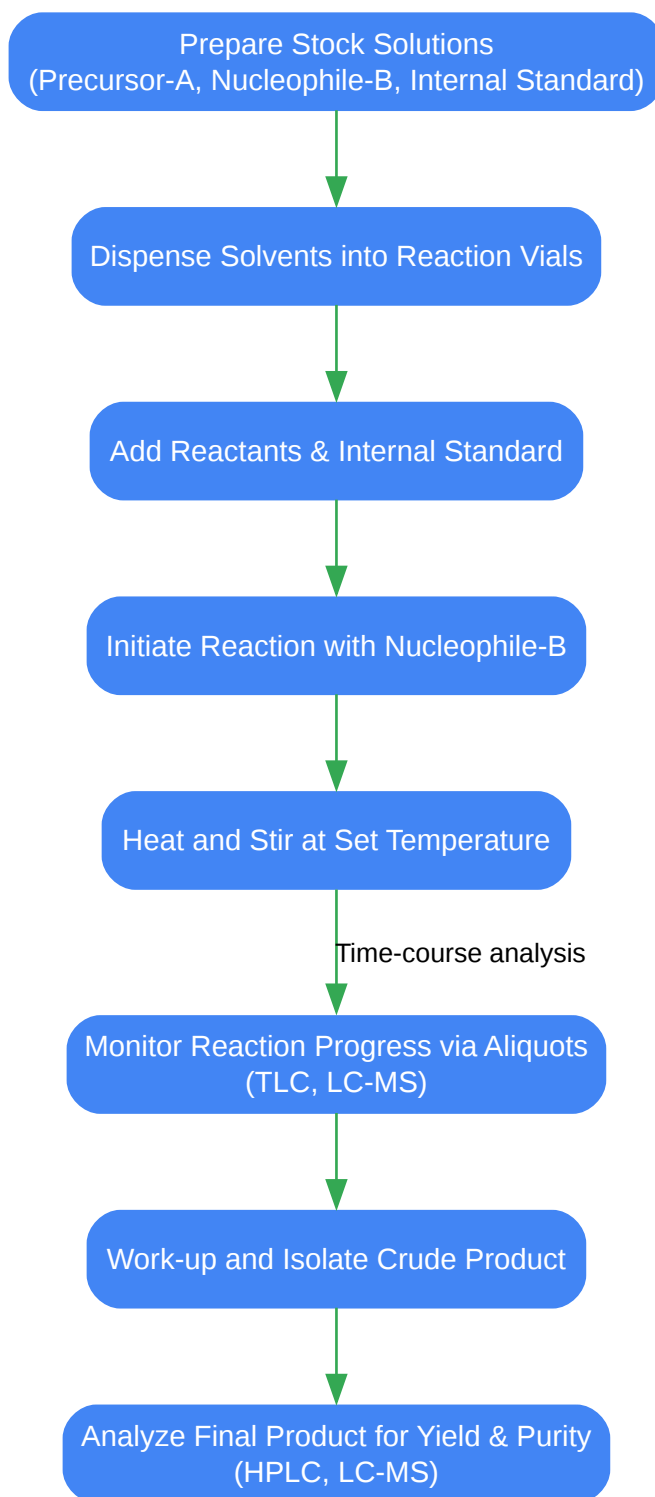 Prepare Stock Solutions
(Precursor-A, Nucleophile-B, Internal Standard)
Dispense Solvents into Reaction Vials
Add Reactants & Internal Standard
Initiate Reaction with Nucleophile-B
Heat and Stir at Set Temperature
Time-course analysis
Monitor Reaction Progress via Aliquots
(TLC, LC-MS)
Work-up and Isolate Crude Product
Analyze Final Product for Yield & Purity
(HPLC, LC-MS)